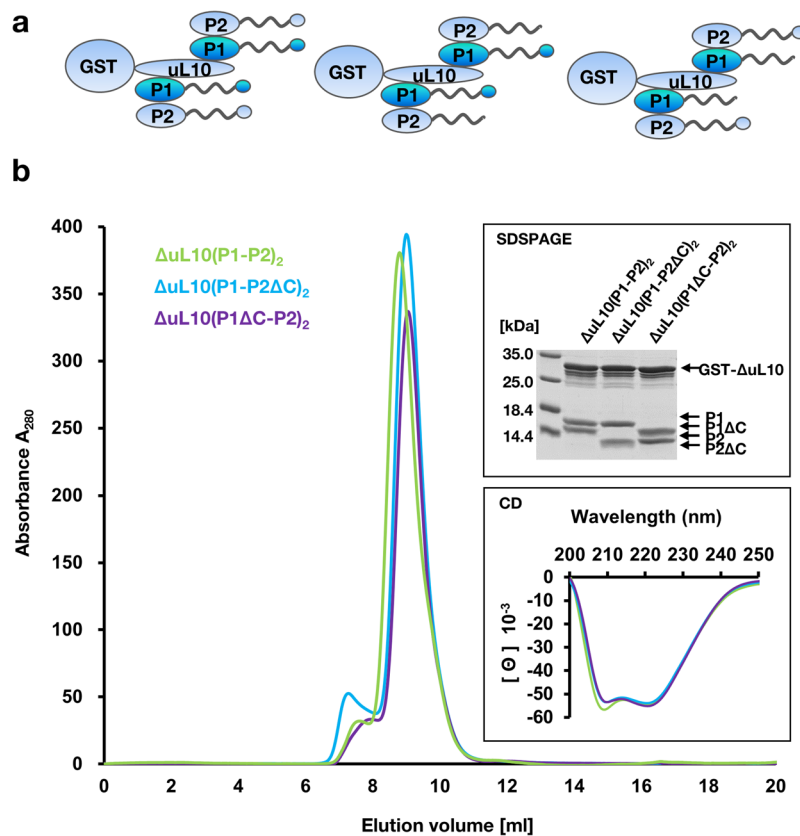 a
P2 P2 P2
P1 P1 P1
GST uL10 GST uL10 GST uL10
P1 P1 P1
P2 P2 P2
b
400
350
300
250
200
150
100
50
0
Absorbance A280
0 2 4 6 8 10 12 14 16 18 20
Elution volume [ml]
ΔuL10(P1-P2)2
ΔuL10(P1-P2ΔC)2
ΔuL10(P1ΔC-P2)2
SDSPAGE
ΔuL10(P1-P2)2
ΔuL10(P1-P2ΔC)2
ΔuL10(P1ΔC-P2)2
[kDa]
35.0
25.0
18.4
14.4
GST-ΔuL10
P1
P1ΔC
P2
P2ΔC
CD
Wavelength (nm)
200 210 220 230 240 250
0
-10
-20
-30
-40
-50
-60
[ Θ ] 10-3